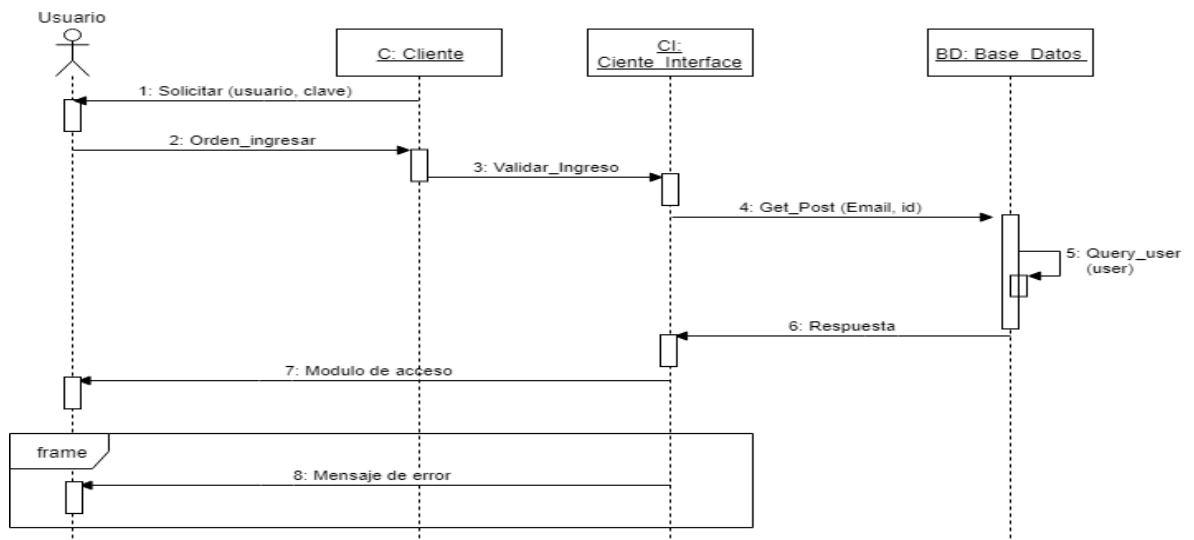 Usuario
C: Cliente
CI:
Ciente_Interface
BD: Base_Datos
1: Solicitar (usuario, clave)
2: Orden_ingresar
3: Validar_Ingreso
4: Get_Post (Email, id)
5: Query_user
(user)
6: Respuesta
7: Modulo de acceso
frame
8: Mensaje de error